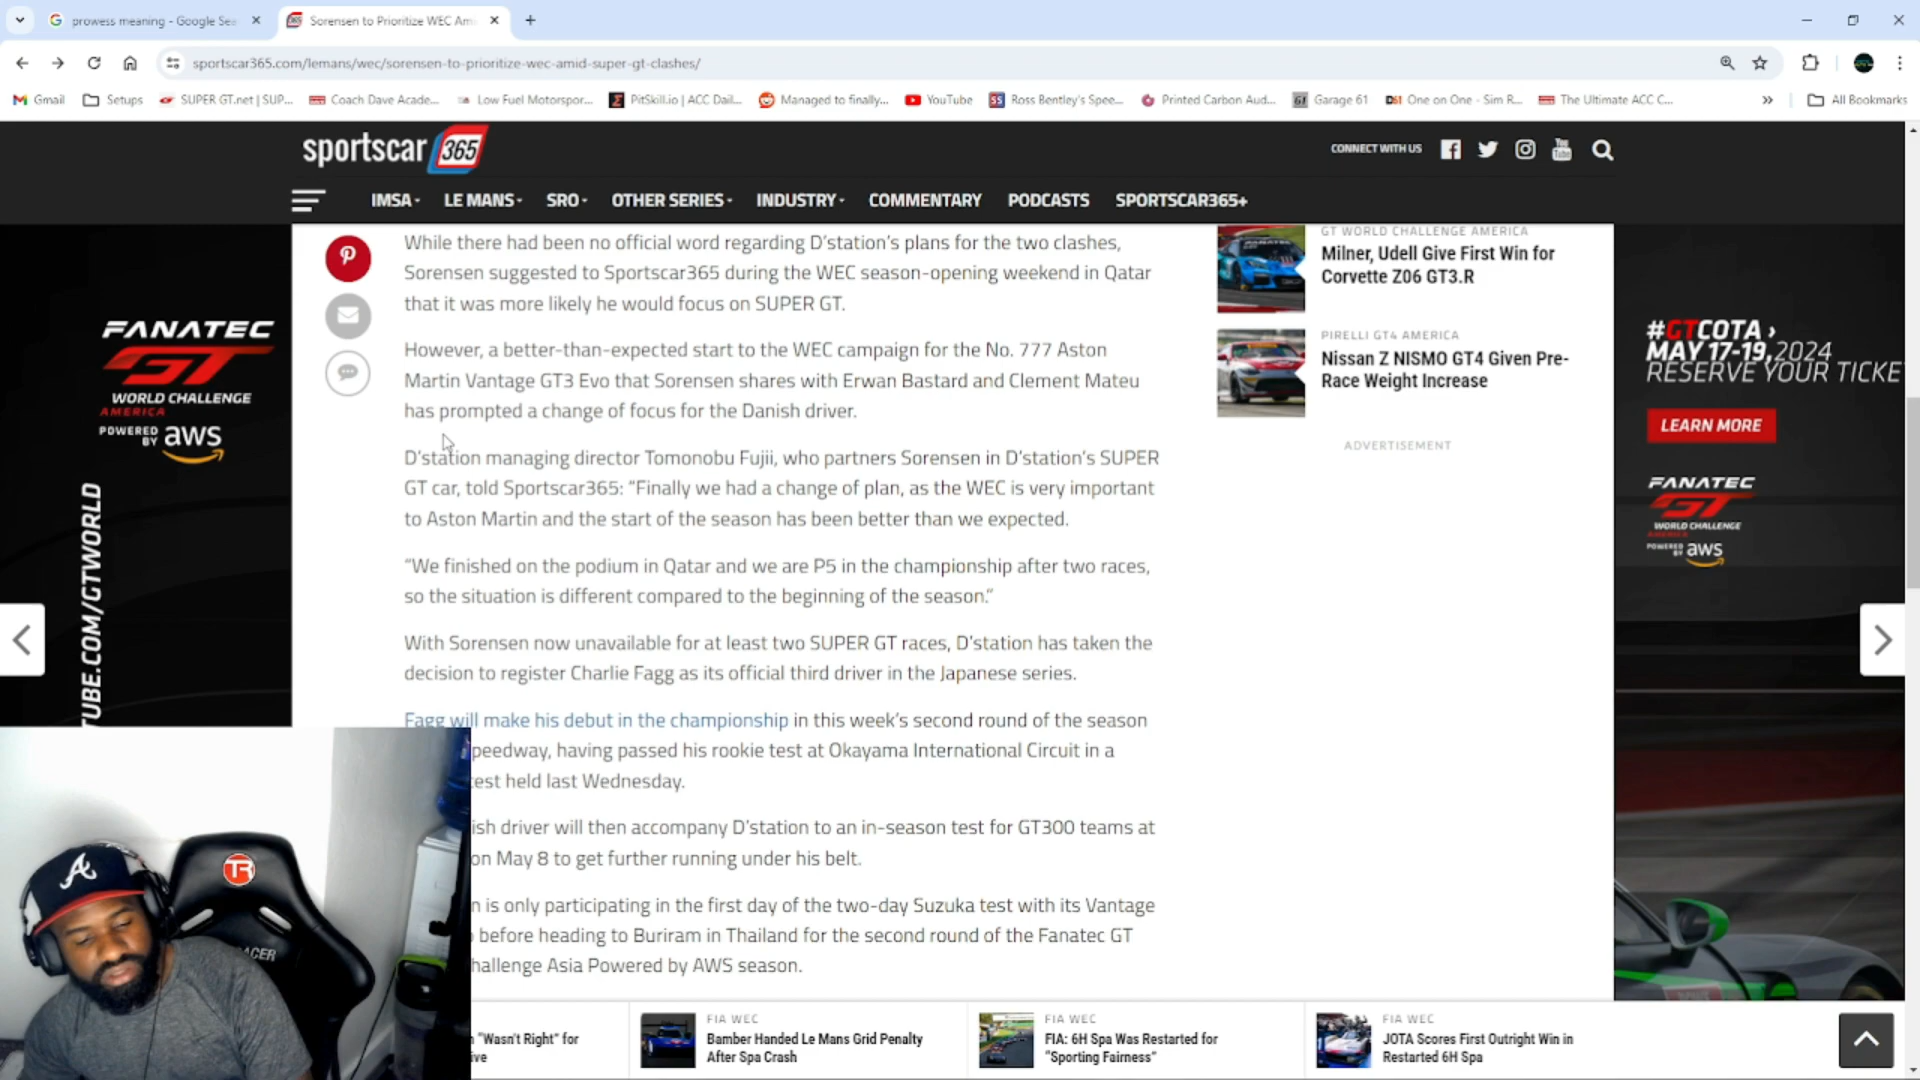 prowess meaning - Google Sea
Sorensen to Prioritize WEC Am
sportscar365.com/lemans/wec/sorensen-to-prioritize-wec-amid-super-gt-clashes/
Gmail
Setups
SUPER GT.net | SUP...
Coach Dave Acade...
Low Fuel Motorspor...
PitSkill.io | ACC Dail...
Managed to finally...
YouTube
Ross Bentley's Spee...
Printed Carbon Aud...
Garage 61
One on One - Sim R...
The Ultimate ACC C...
All Bookmarks
sportscar 365
CONNECT WITH US
IMSA
LE MANS
SRO
OTHER SERIES
INDUSTRY
COMMENTARY
PODCASTS
SPORTSCAR365+
While there had been no official word regarding D'station's plans for the two clashes,
Sorensen suggested to Sportscar365 during the WEC season-opening weekend in Qatar
that it was more likely he would focus on SUPER GT.
However, a better-than-expected start to the WEC campaign for the No. 777 Aston
Martin Vantage GT3 Evo that Sorensen shares with Erwan Bastard and Clement Mateu
has prompted a change of focus for the Danish driver.
D'station managing director Tomonobu Fujii, who partners Sorensen in D'station's SUPER
GT car, told Sportscar365: “Finally we had a change of plan, as the WEC is very important
to Aston Martin and the start of the season has been better than we expected.
“We finished on the podium in Qatar and we are P5 in the championship after two races,
so the situation is different compared to the beginning of the season.”
With Sorensen now unavailable for at least two SUPER GT races, D'station has taken the
decision to register Charlie Fagg as its official third driver in the Japanese series.
Fagg will make his debut in the championship in this week's second round of the season
peedway, having passed his rookie test at Okayama International Circuit in a
est held last Wednesday.
ish driver will then accompany D'station to an in-season test for GT300 teams at
on May 8 to get further running under his belt.
n is only participating in the first day of the two-day Suzuka test with its Vantage
before heading to Buriram in Thailand for the second round of the Fanatec GT
hallenge Asia Powered by AWS season.
GT WORLD CHALLENGE AMERICA
Milner, Udell Give First Win for
Corvette Z06 GT3.R
PIRELLI GT4 AMERICA
Nissan Z NISMO GT4 Given Pre-
Race Weight Increase
ADVERTISEMENT
FANATEC
GT
WORLD CHALLENGE
AMERICA
POWERED BY aws
TUBE.COM/GTWORLD
#GTCOTA ›
MAY 17-19, 2024
RESERVE YOUR TICKE
LEARN MORE
FANATEC
GT
WORLD CHALLENGE
AMERICA
POWERED BY aws
A
TR
ACER
"Wasn't Right" for
ive
FIA WEC
Bamber Handed Le Mans Grid Penalty
After Spa Crash
FIA WEC
FIA: 6H Spa Was Restarted for
“Sporting Fairness”
FIA WEC
JOTA Scores First Outright Win in
Restarted 6H Spa